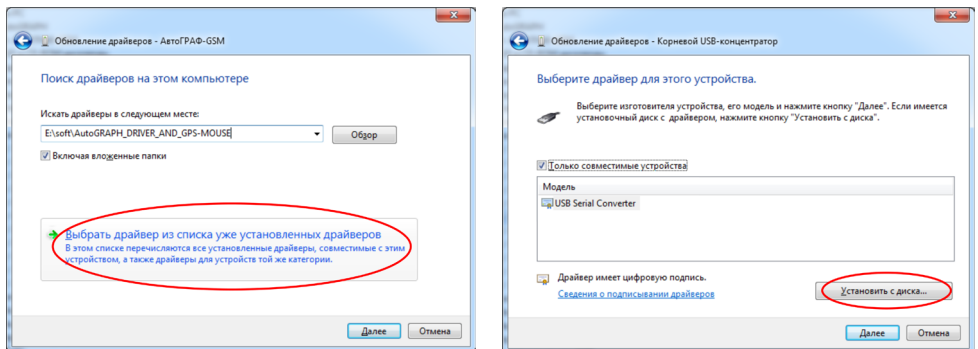 Обновление драйверов - АвтоГРАФ-GSM
Поиск драйверов на этом компьютере
Искать драйверы в следующем месте:
E:\soft\AutoGRAPH_DRIVER_AND_GPS-MOUSE
Обзор
Включая вложенные папки
Выбрать драйвер из списка уже установленных драйверов
В этом списке перечисляются все установленные драйверы, совместимые с этим
устройством, а также драйверы для устройств той же категории.
Далее
Отмена
Обновление драйверов - Корневой USB-концентратор
Выберите драйвер для этого устройства.
Выберите изготовителя устройства, его модель и нажмите кнопку "Далее". Если имеется
установочный диск с драйвером, нажмите кнопку "Установить с диска".
Только совместимые устройства
Модель
USB Serial Converter
Драйвер имеет цифровую подпись.
Сведения о подписывании драйверов
Установить с диска...
Далее
Отмена